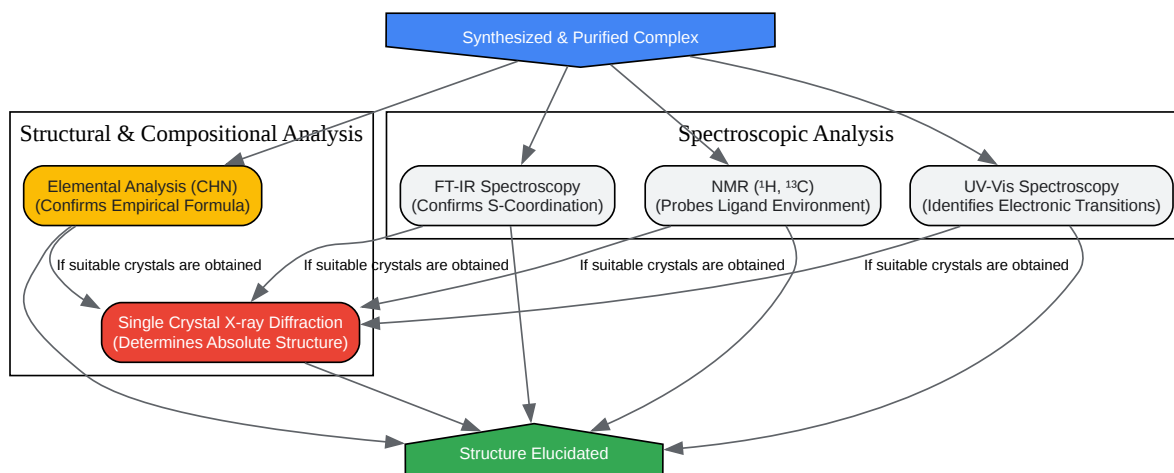 Synthesized & Purified Complex
Structural & Compositional Analysis
Spectroscopic Analysis
Elemental Analysis (CHN)
(Confirms Empirical Formula)
FT-IR Spectroscopy
(Confirms S-Coordination)
NMR (¹H, ¹³C)
(Probes Ligand Environment)
UV-Vis Spectroscopy
(Identifies Electronic Transitions)
If suitable crystals are obtained
If suitable crystals are obtained
If suitable crystals are obtained
If suitable crystals are obtained
Single Crystal X-ray Diffraction
(Determines Absolute Structure)
Structure Elucidated